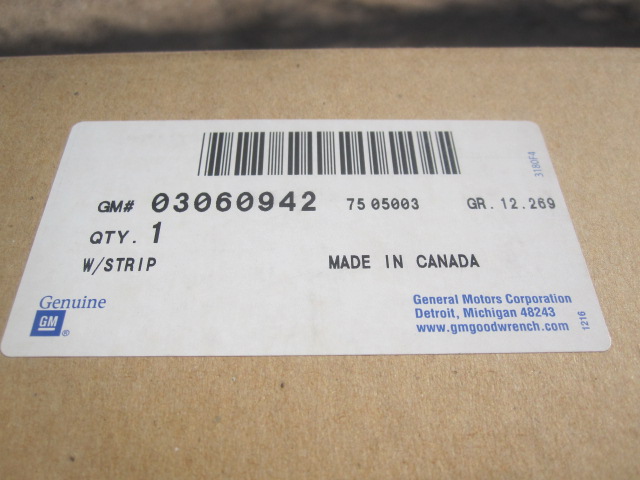 3180F4
GM# 03060942 75 05003 GR. 12.269
QTY. 1
W/STRIP MADE IN CANADA
Genuine
GM ®
General Motors Corporation
Detroit, Michigan 48243
www.gmgoodwrench.com
1216